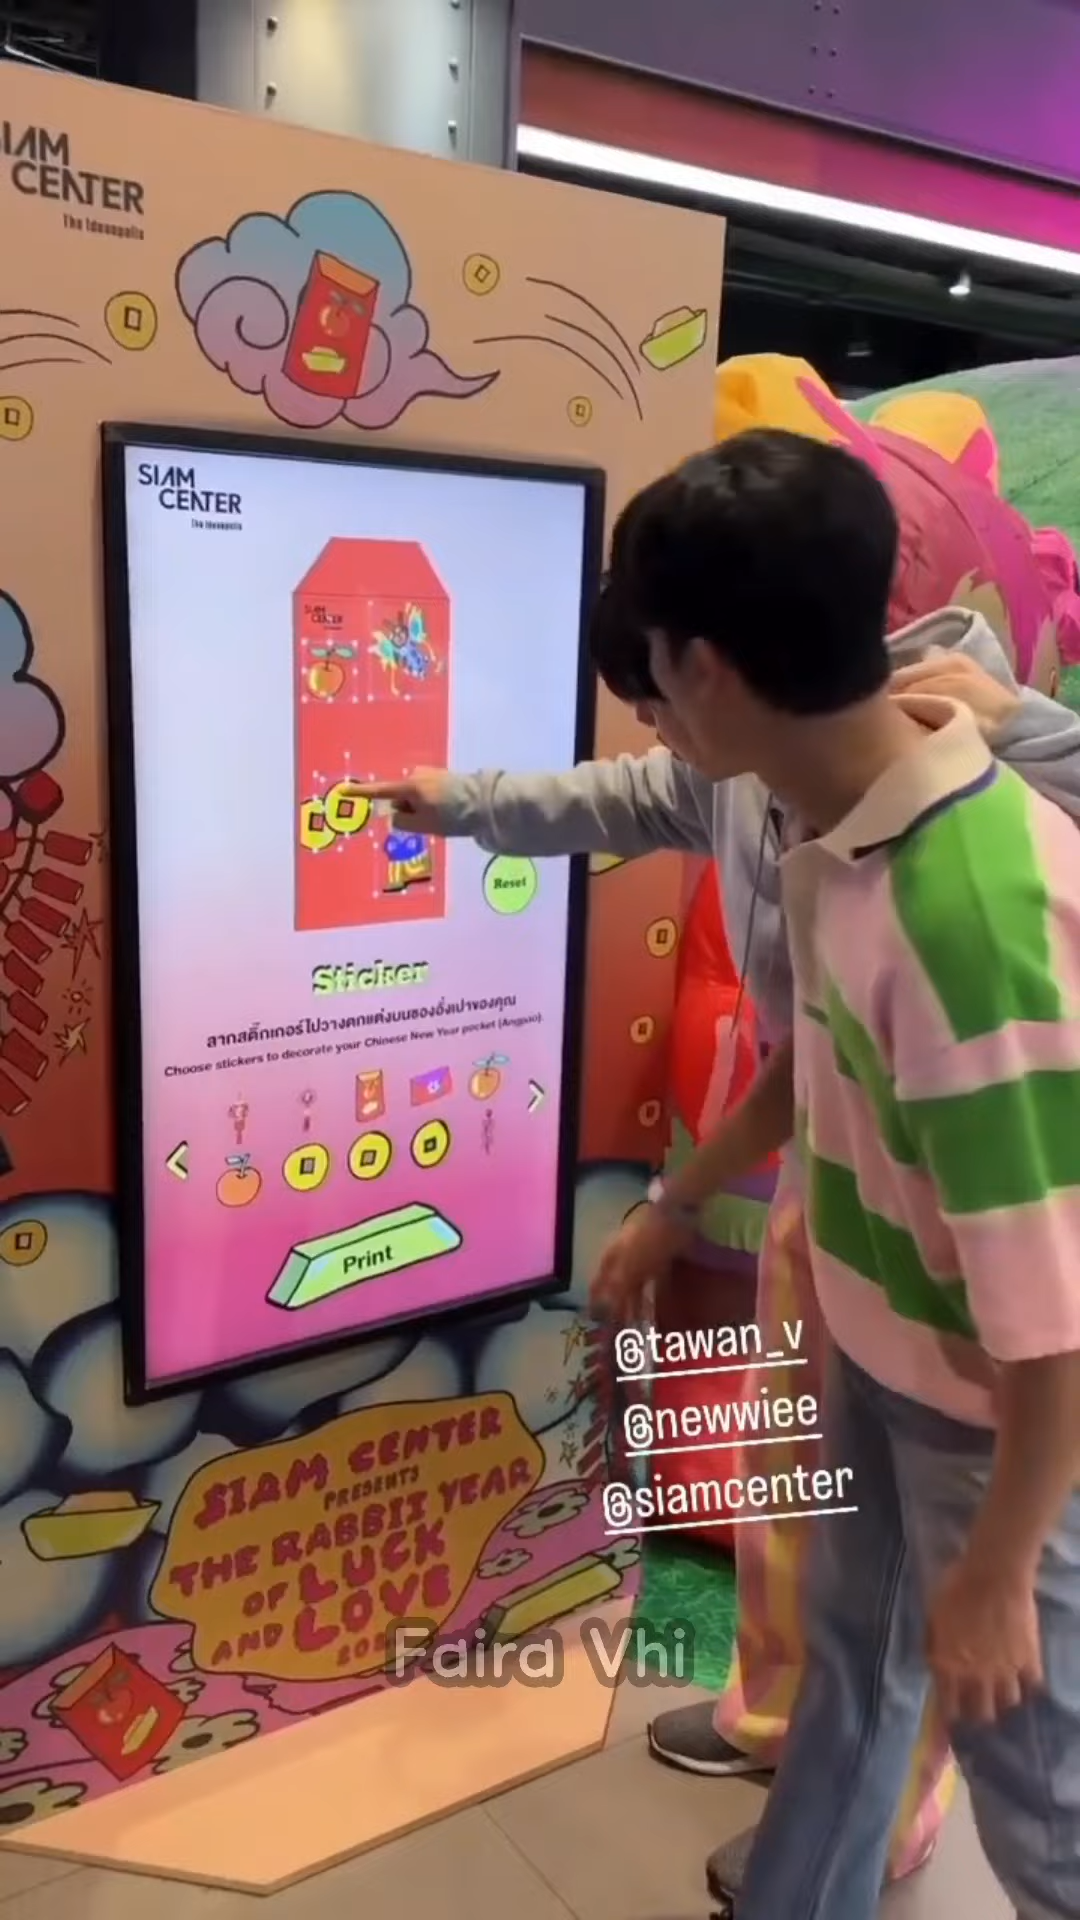 SIAM
CENTER
The Ideaopolis
SIAM
CENTER
The Ideaopolis
SIAM
CENTER
Reset
Sticker
ลากสติ๊กเกอร์ไปวางตกแต่งบนซองอั่งเปาของคุณ
Choose stickers to decorate your Chinese New Year pocket (Angpao).
Print
@tawan_v
@newwiee
@siamcenter
SIAM CENTER
PRESENTS
THE RABBIT YEAR
OF LUCK
AND LOVE
Faira Vhi